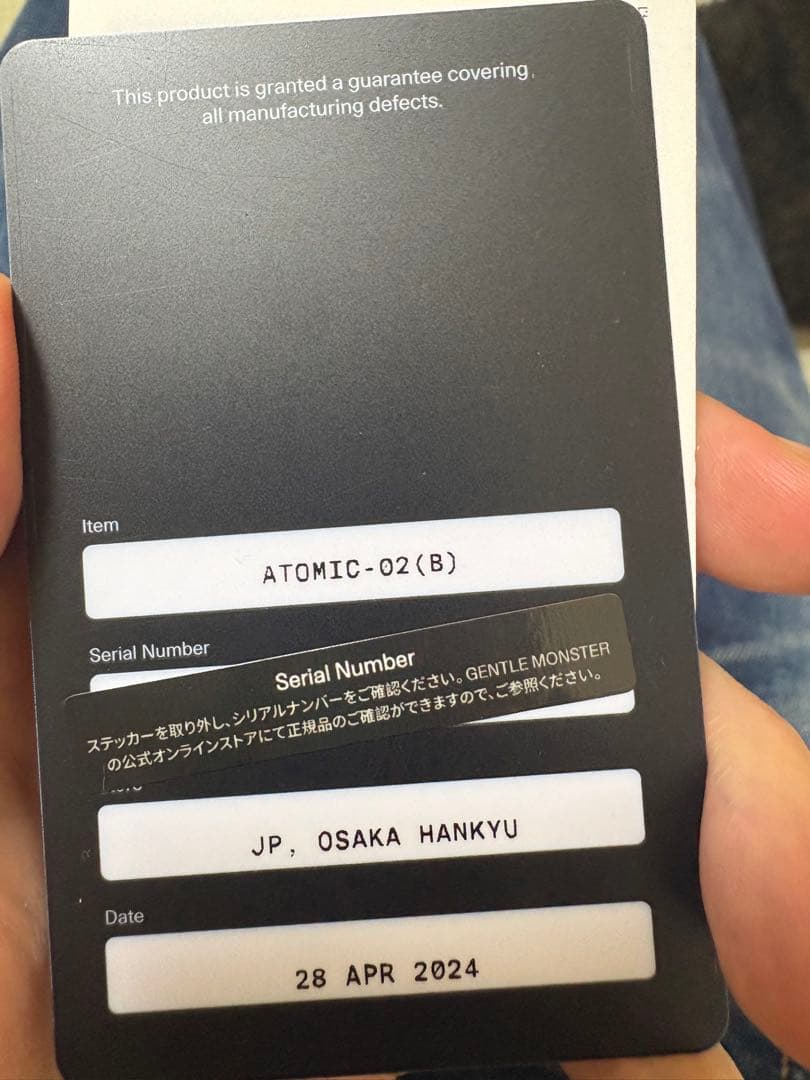 This product is granted a guarantee covering
all manufacturing defects.
Item
ATOMIC-02(B)
Serial Number
Serial Number
ステッカーを取り外し、シリアルナンバーをご確認ください。GENTLE MONSTER
の公式オンラインストアにて正規品のご確認ができますので、ご参照ください。
JP, OSAKA HANKYU
Date
28 APR 2024